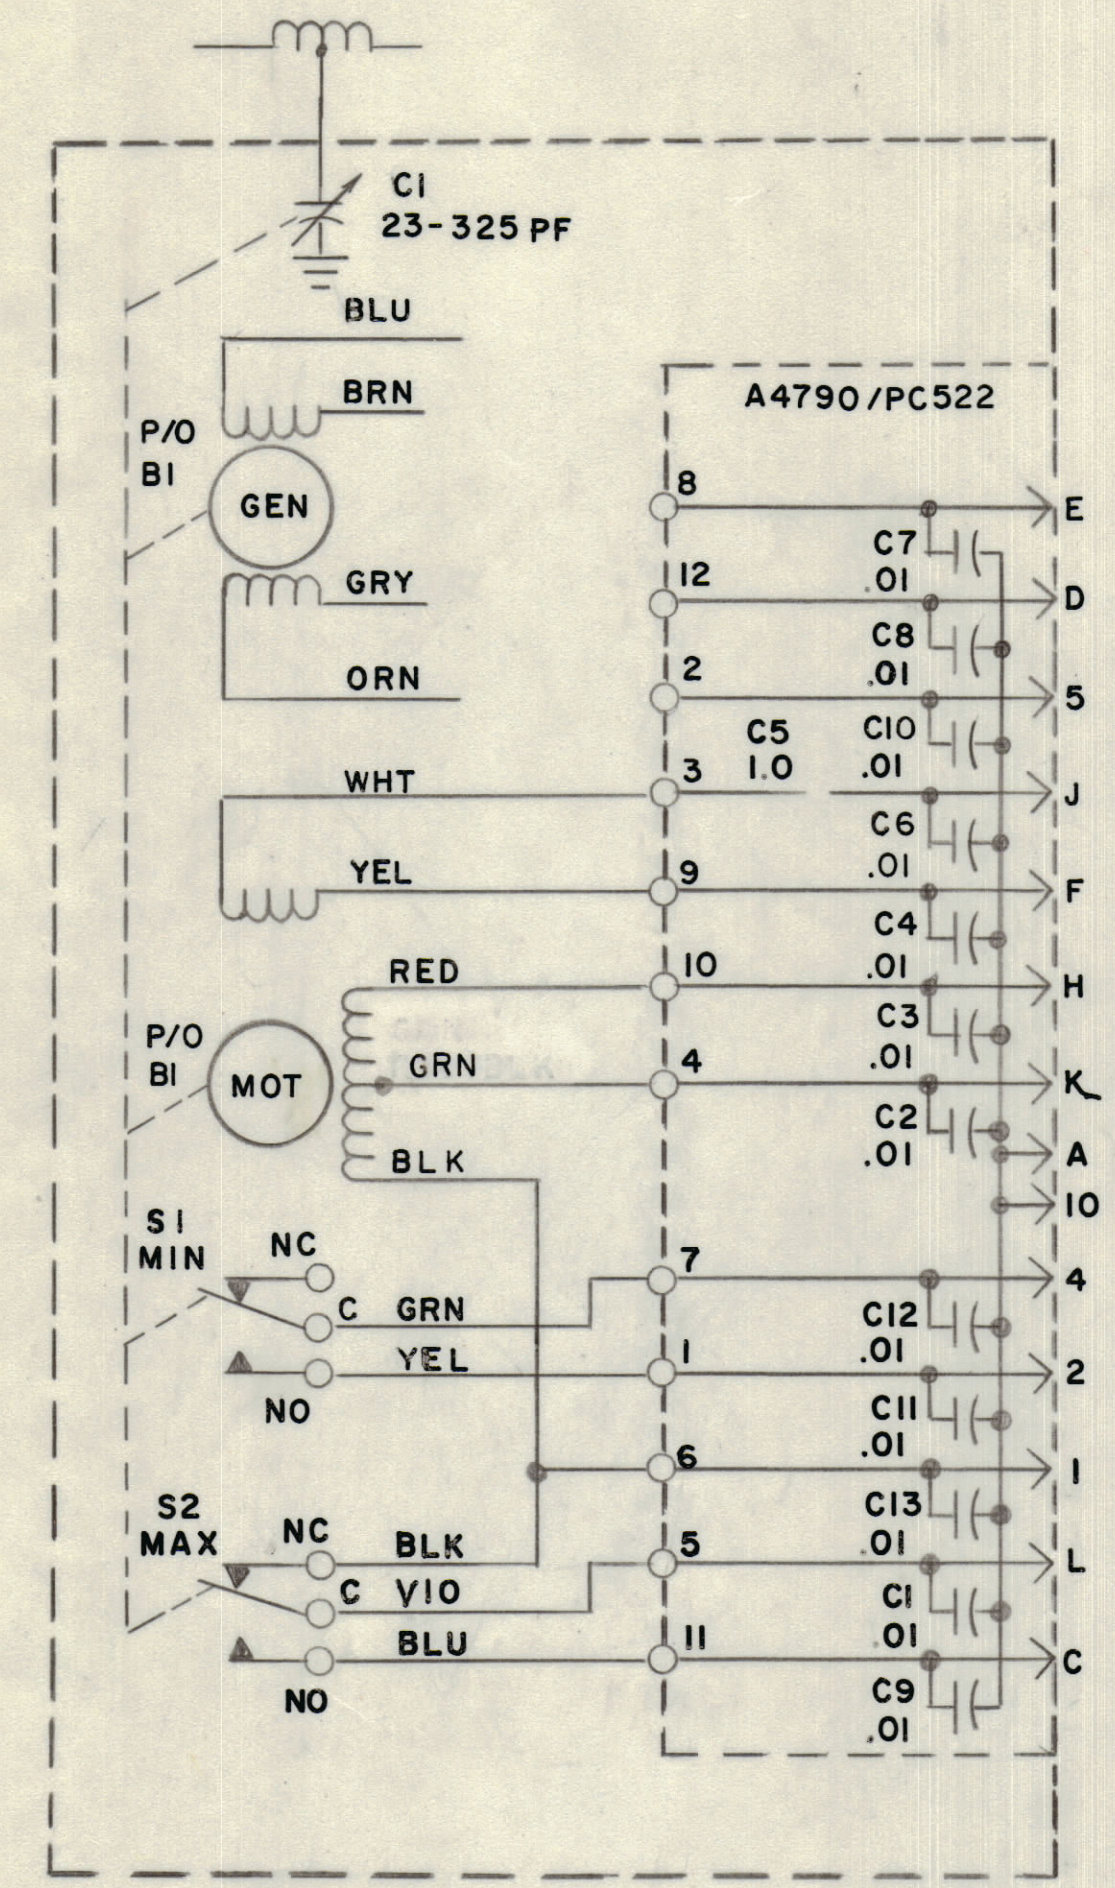 C1
23-325 PF
BLU
BRN
P/O
B1
GEN
GRY
ORN
WHT
YEL
RED
P/O
B1
MOT
GRN
BLK
S1
MIN
NC
C GRN
YEL
NO
S2
MAX
NC
BLK
C VIO
BLU
NO
A4790/PC522
8
E
C7
.01
12
D
C8
.01
2
5
C5
1.0
C10
.01
3
J
C6
.01
9
F
C4
.01
10
H
C3
.01
4
K
C2
.01
A
10
7
4
C12
.01
1
2
C11
.01
6
1
C13
.01
5
L
C1
.01
11
C
C9
.01